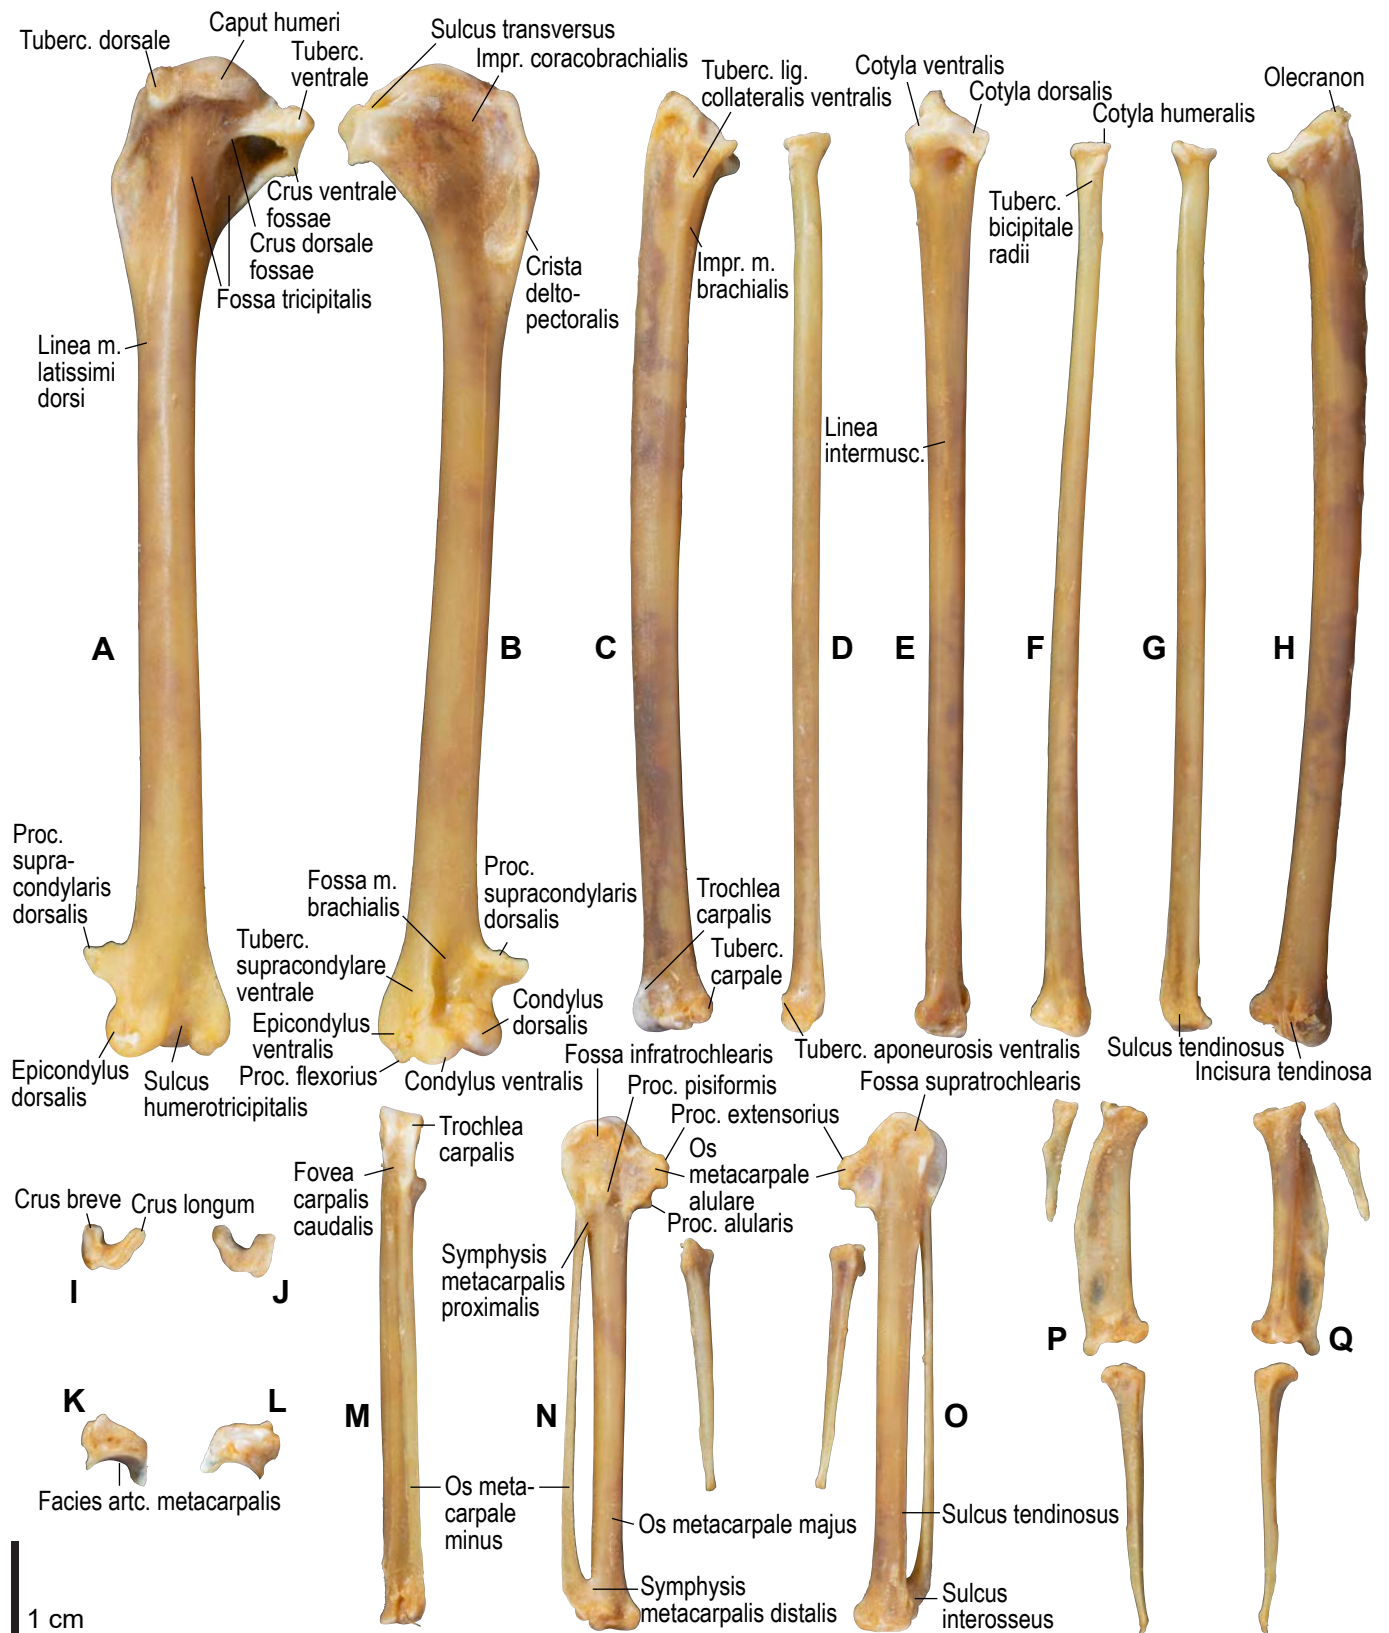 Tuberc. dorsale
Caput humeri
Tuberc.
ventrale
Crus ventrale
fossae
Crus dorsale
fossae
Fossa tricipitalis
Linea m.
latissimi
dorsi
A
Proc.
supra-
condylaris
dorsalis
Epicondylus
dorsalis
Sulcus
humerotricipitalis
Sulcus transversus
Impr. coracobrachialis
Crista
delto-
pectoralis
B
Fossa m.
brachialis
Proc.
supracondylaris
dorsalis
Tuberc.
supracondylare
ventrale
Epicondylus
ventralis
Proc. flexorius
Condylus ventralis
Condylus
dorsalis
Tuberc. lig.
collateralis ventralis
Impr. m.
brachialis
C
Trochlea
carpalis
Tuberc.
carpale
D
Tuberc. aponeurosis ventralis
Cotyla ventralis
Cotyla dorsalis
Linea
intermusc.
E
Cotyla humeralis
Tuberc.
bicipitale
radii
F
G
Sulcus tendinosus
Olecranon
H
Incisura tendinosa
Crus breve
Crus longum
I
J
K
L
Facies artc. metacarpalis
Trochlea
carpalis
Fovea
carpalis
caudalis
M
Os meta-
carpale
minus
Fossa infratrochlearis
Proc. pisiformis
Proc. extensorius
Os
metacarpale
alulare
Proc. alularis
Symphysis
metacarpalis
proximalis
N
Os metacarpale majus
Symphysis
metacarpalis distalis
Fossa supratrochlearis
O
Sulcus tendinosus
Sulcus
interosseus
P
Q
1 cm